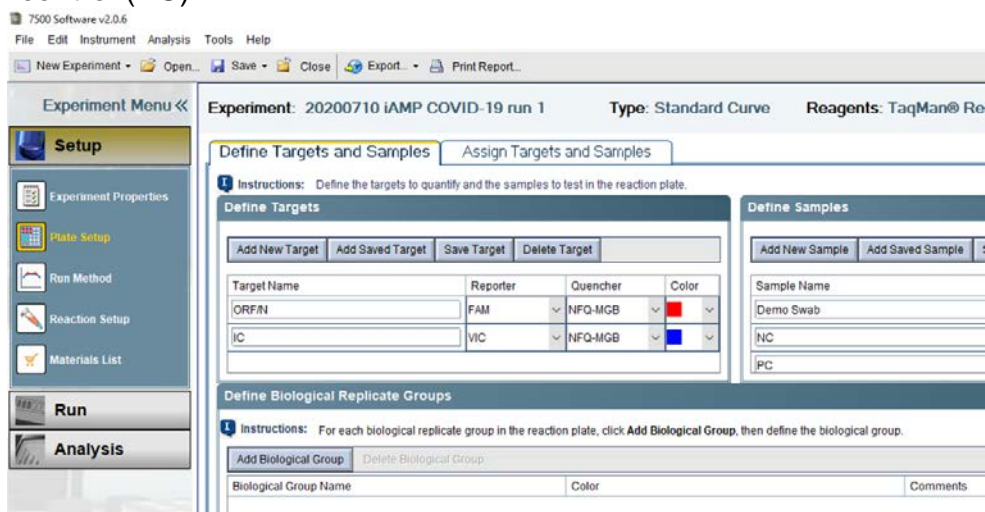 7500 Software v2.0.6
File Edit Instrument Analysis Tools Help
New Experiment Open... Save Close Export... Print Report...
Experiment Menu «
Experiment: 20200710 iAMP COVID-19 run 1 Type: Standard Curve Reagents: TaqMan® Re
Setup
Define Targets and Samples Assign Targets and Samples
Instructions: Define the targets to quantify and the samples to test in the reaction plate.
Experiment Properties
Define Targets Define Samples
Plate Setup
Add New Target Add Saved Target Save Target Delete Target Add New Sample Add Saved Sample
Run Method
Target Name Reporter Quencher Color Sample Name
ORF/N FAM NFQ-MGB Demo Swab
Reaction Setup
IC VIC NFQ-MGB NC
Materials List
PC
Define Biological Replicate Groups
Run
Instructions: For each biological replicate group in the reaction plate, click Add Biological Group, then define the biological group.
Analysis
Add Biological Group Delete Biological Group
Biological Group Name Color Comments